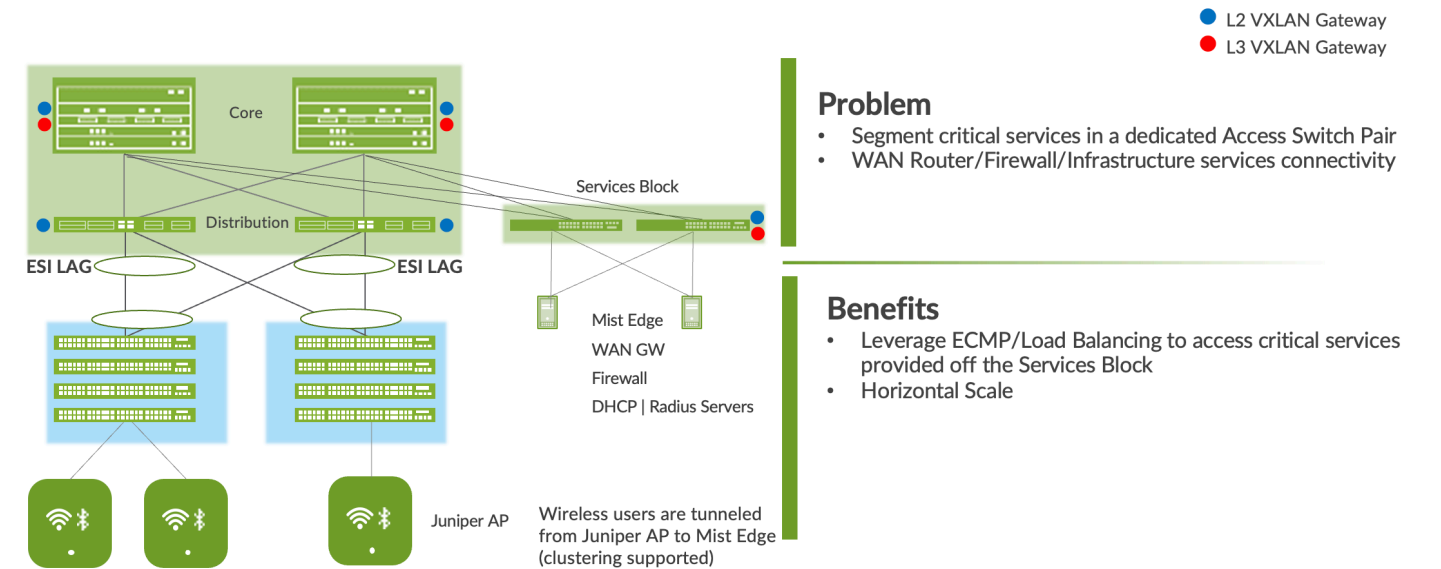 L2 VXLAN Gateway
L3 VXLAN Gateway
Core
Distribution
ESI LAG
ESI LAG
Services Block
Mist Edge
WAN GW
Firewall
DHCP | Radius Servers
Juniper AP
Wireless users are tunneled
from Juniper AP to Mist Edge
(clustering supported)
Problem
• Segment critical services in a dedicated Access Switch Pair
• WAN Router/Firewall/Infrastructure services connectivity
Benefits
• Leverage ECMP/Load Balancing to access critical services
provided off the Services Block
• Horizontal Scale